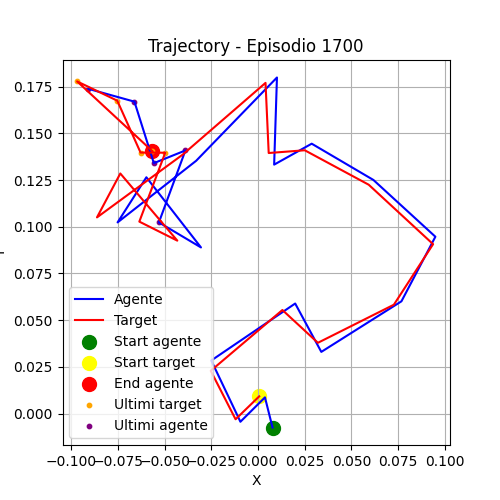 Trajectory - Episodio 1700
0.175
0.150
0.125
0.100
0.075
0.050
0.025
0.000
Agente
Target
Start agente
Start target
End agente
Ultimi target
Ultimi agente
−0.100 −0.075 −0.050 −0.025 0.000 0.025 0.050 0.075 0.100
X